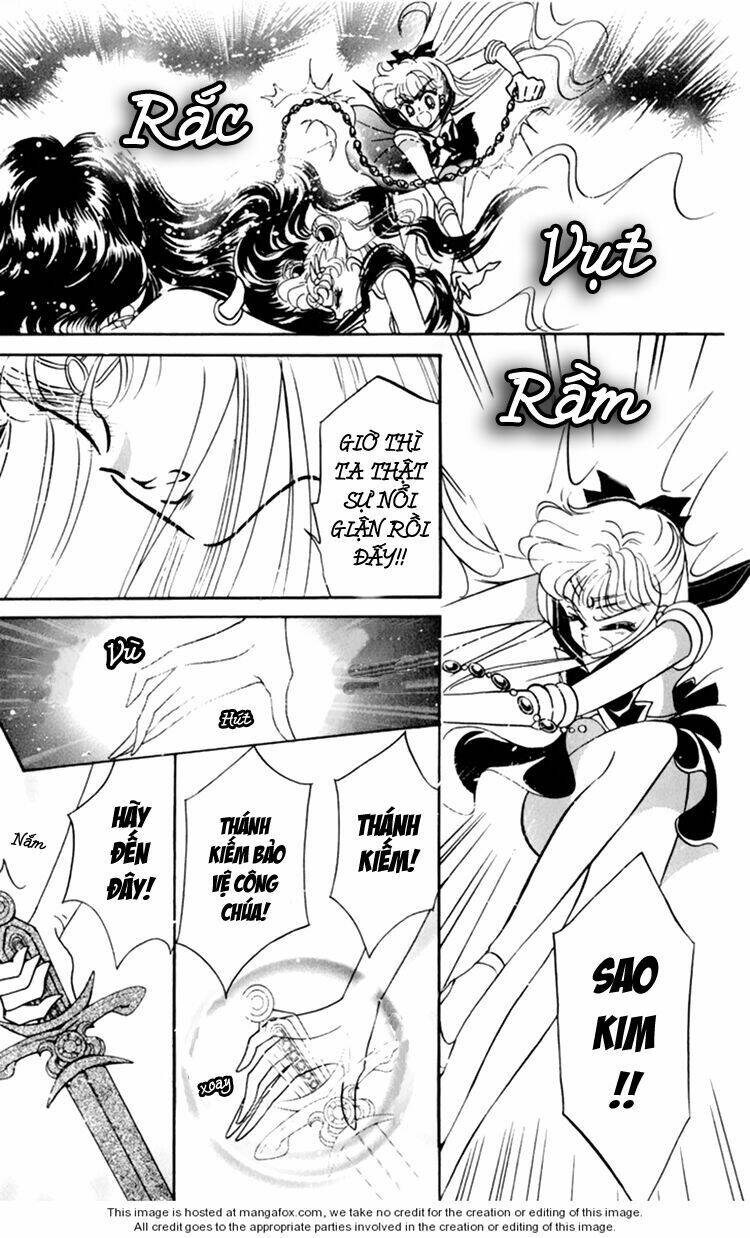 Rắc
Vụt
Rầm
GIỜ THÌ
TA THẬT
SỰ NỔI
GIẬN RỒI
ĐẤY!!
SAO
KIM
!!
Vù
Hút
THÁNH
KIẾM!
THÁNH
KIẾM BẢO
VỆ CÔNG
CHÚA!
HÃY
ĐẾN
ĐÂY!
Nắm
xoay
This image is hosted at mangafox.com, we take no credit for the creation or editing of this image.
All credit goes to the appropriate parties involved in the creation or editing of this image.